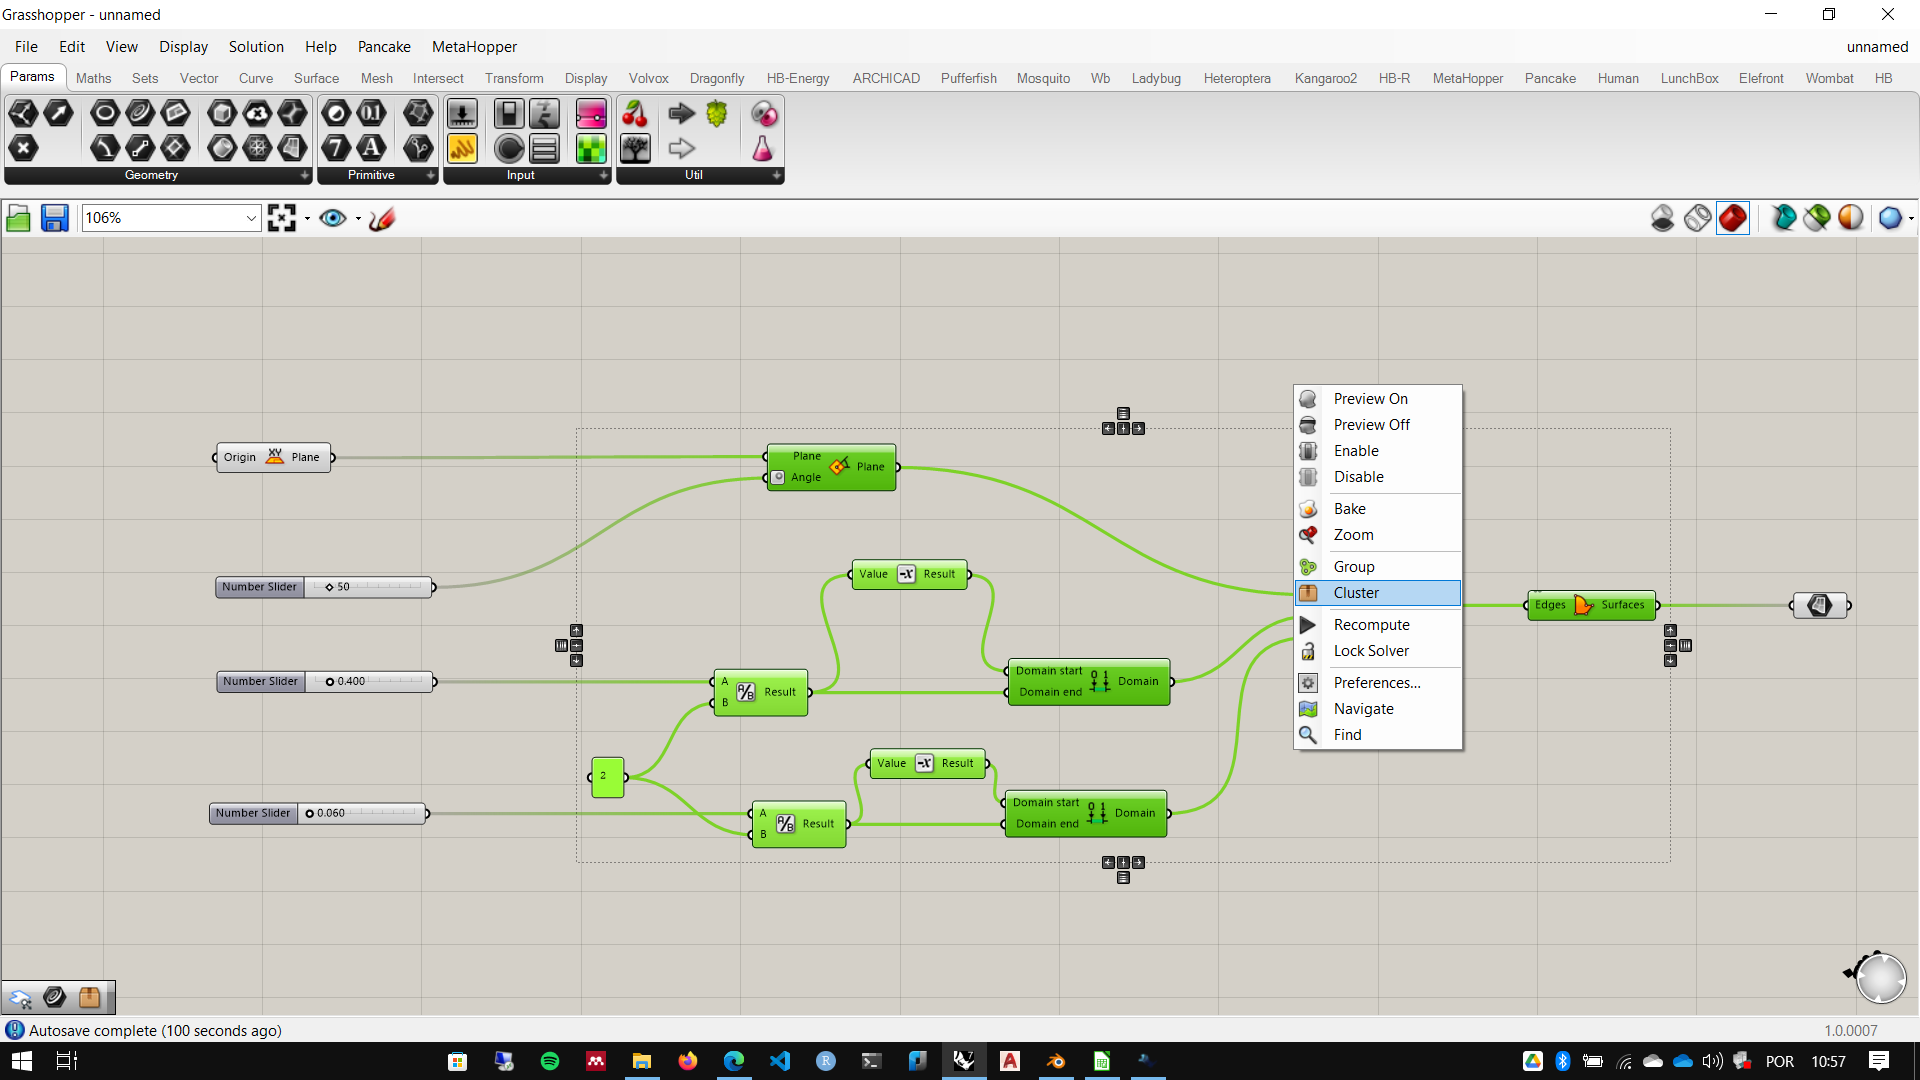 Grasshopper - unnamed
File Edit View Display Solution Help Pancake MetaHopper unnamed
Params Maths Sets Vector Curve Surface Mesh Intersect Transform Display Volvox Dragonfly HB-Energy ARCHICAD Pufferfish Mosquito Wb Ladybug Heteroptera Kangaroo2 HB-R MetaHopper Pancake Human LunchBox Elefront Wombat HB
Geometry Primitive Input Util
106%
Preview On
Preview Off
Enable
Disable
Bake
Zoom
Group
Cluster
Recompute
Lock Solver
Preferences...
Navigate
Find
Origin XY Plane
Plane
Angle
Plane
Number Slider 50
Value -x Result
Edges Surfaces
Number Slider 0.400
A
B
A/B
Result
Domain start
Domain end
0 1
Domain
2
Value -x Result
Number Slider 0.060
A
B
A/B
Result
Domain start
Domain end
0 1
Domain
Autosave complete (100 seconds ago) 1.0.0007
POR 10:57